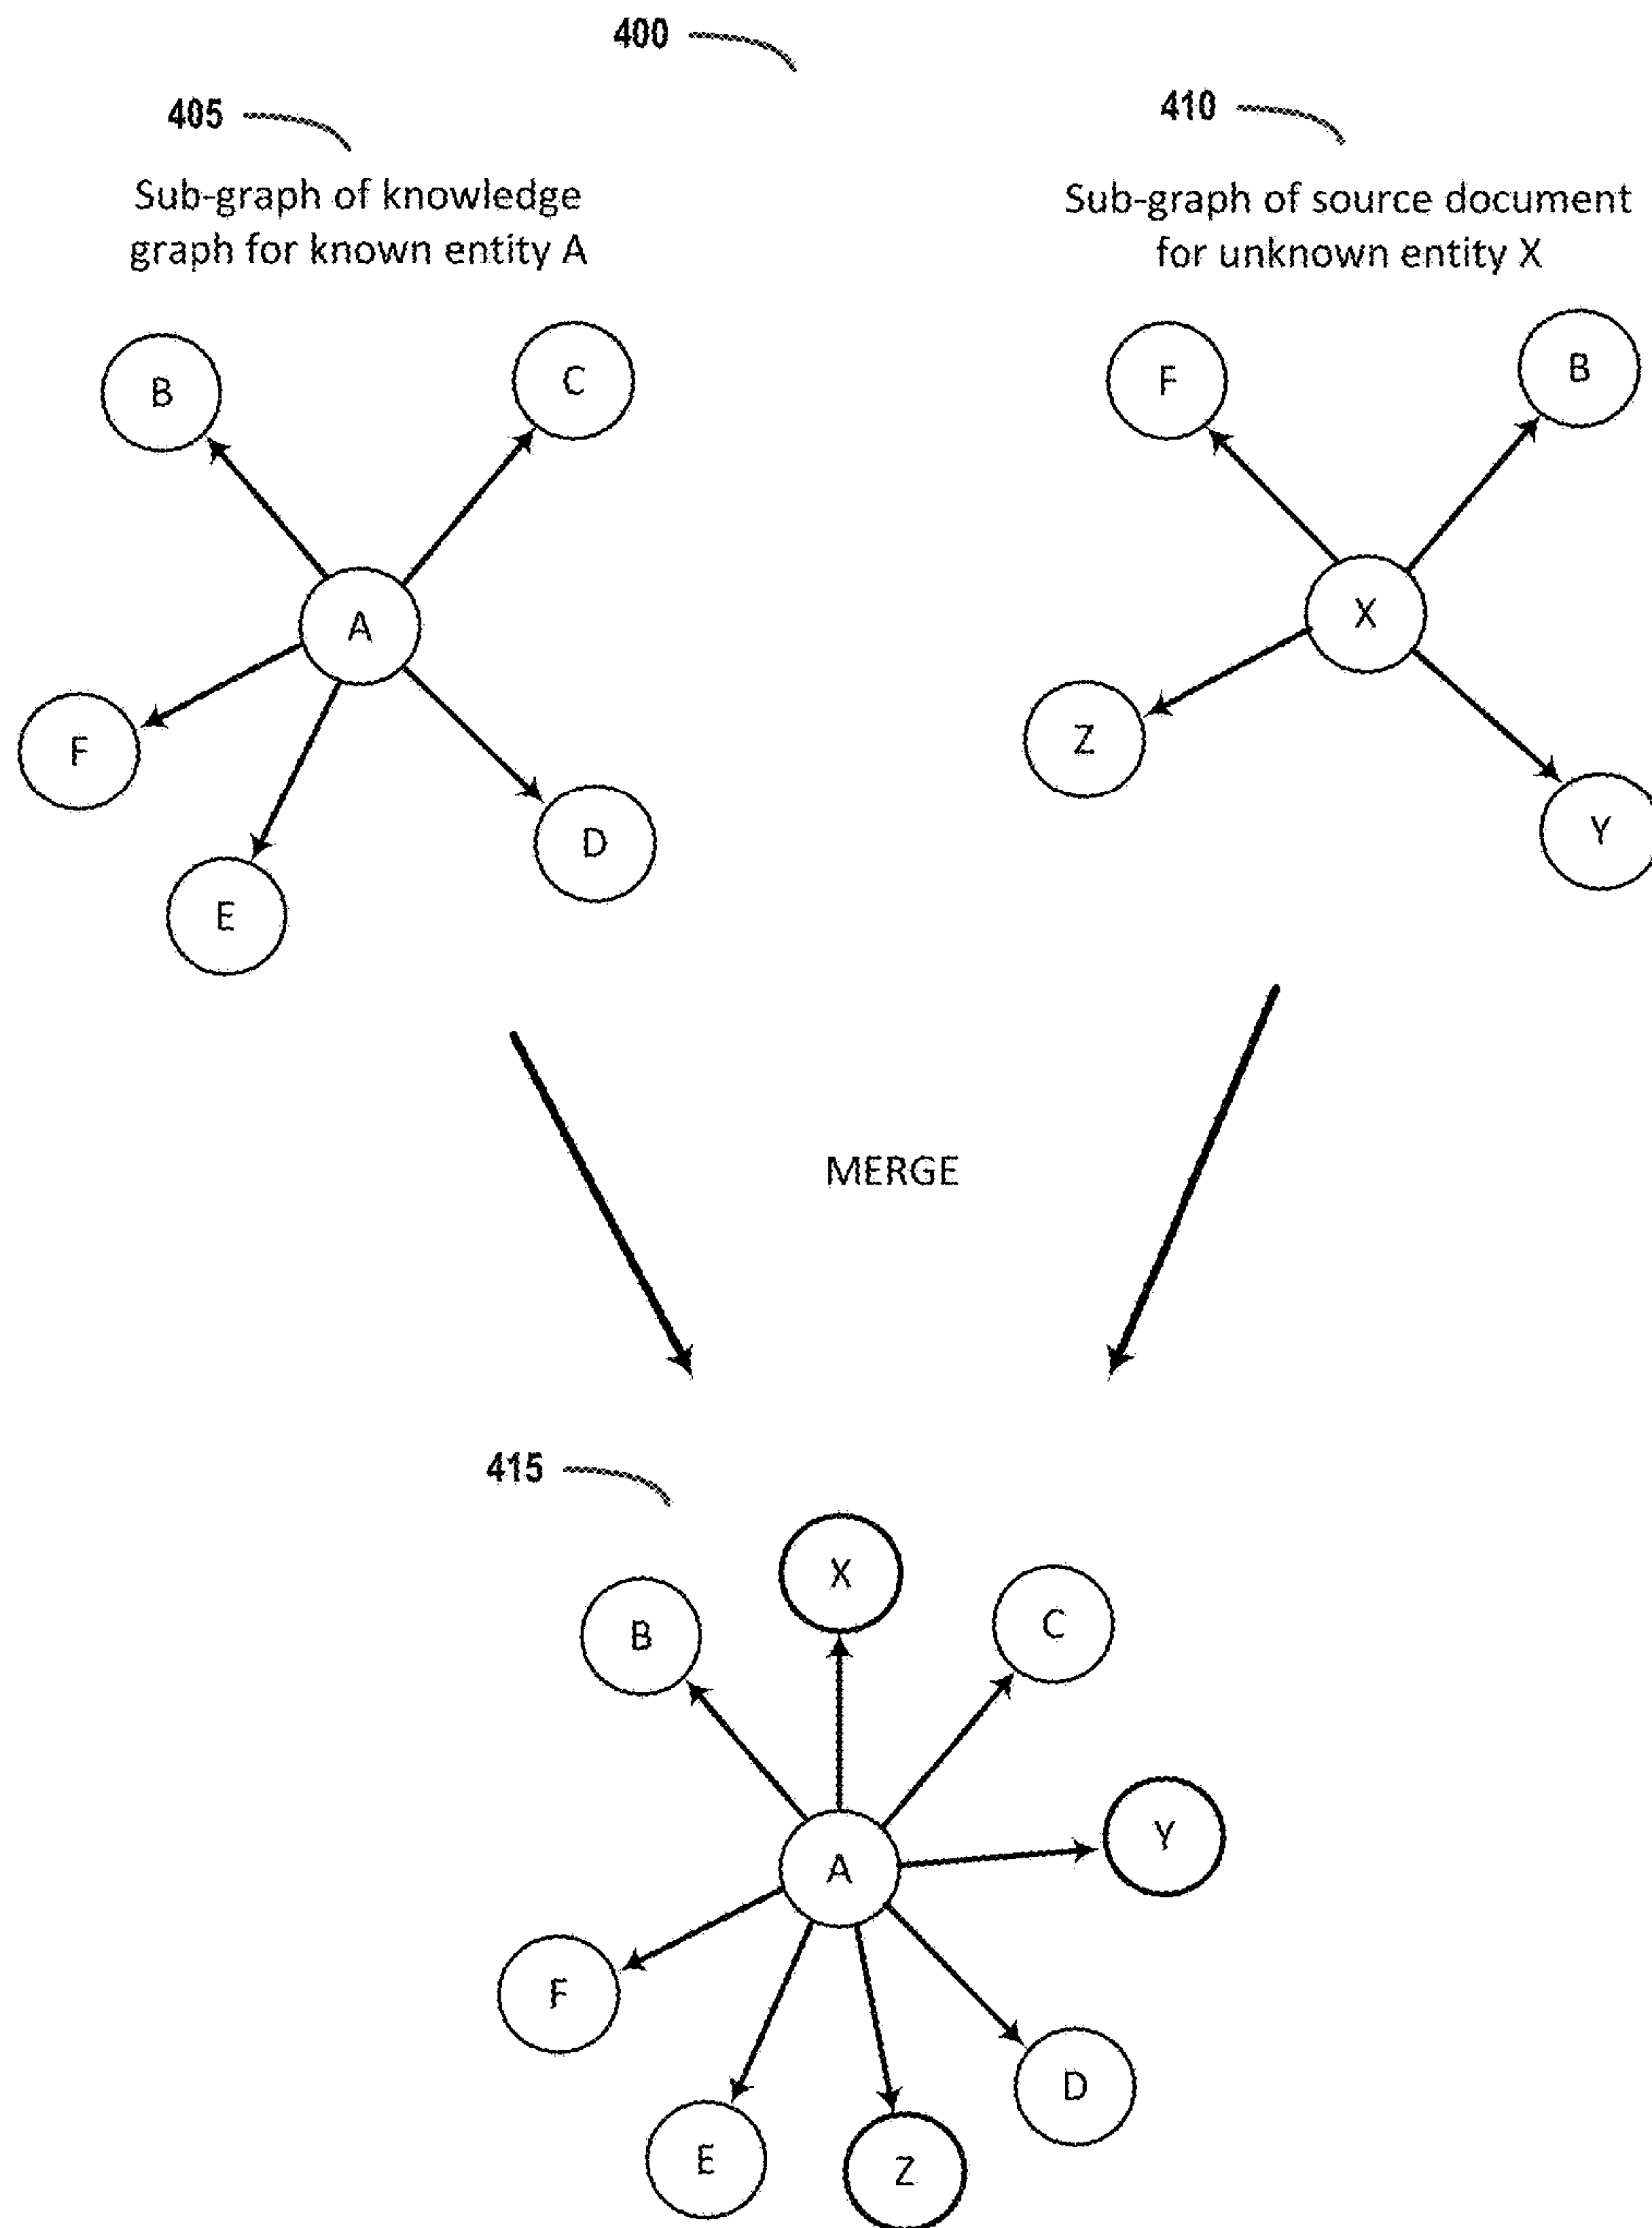 400
405
410
Sub-graph of knowledge
graph for known entity A
Sub-graph of source document
for unknown entity X
B
C
A
F
E
D
F
B
X
Z
Y
MERGE
415
X
B
C
Y
A
F
D
E
Z